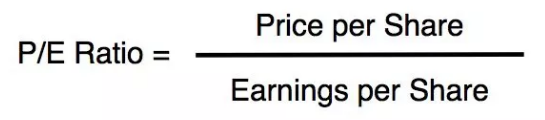 Price per Share
P/E Ratio =
Earnings per Share